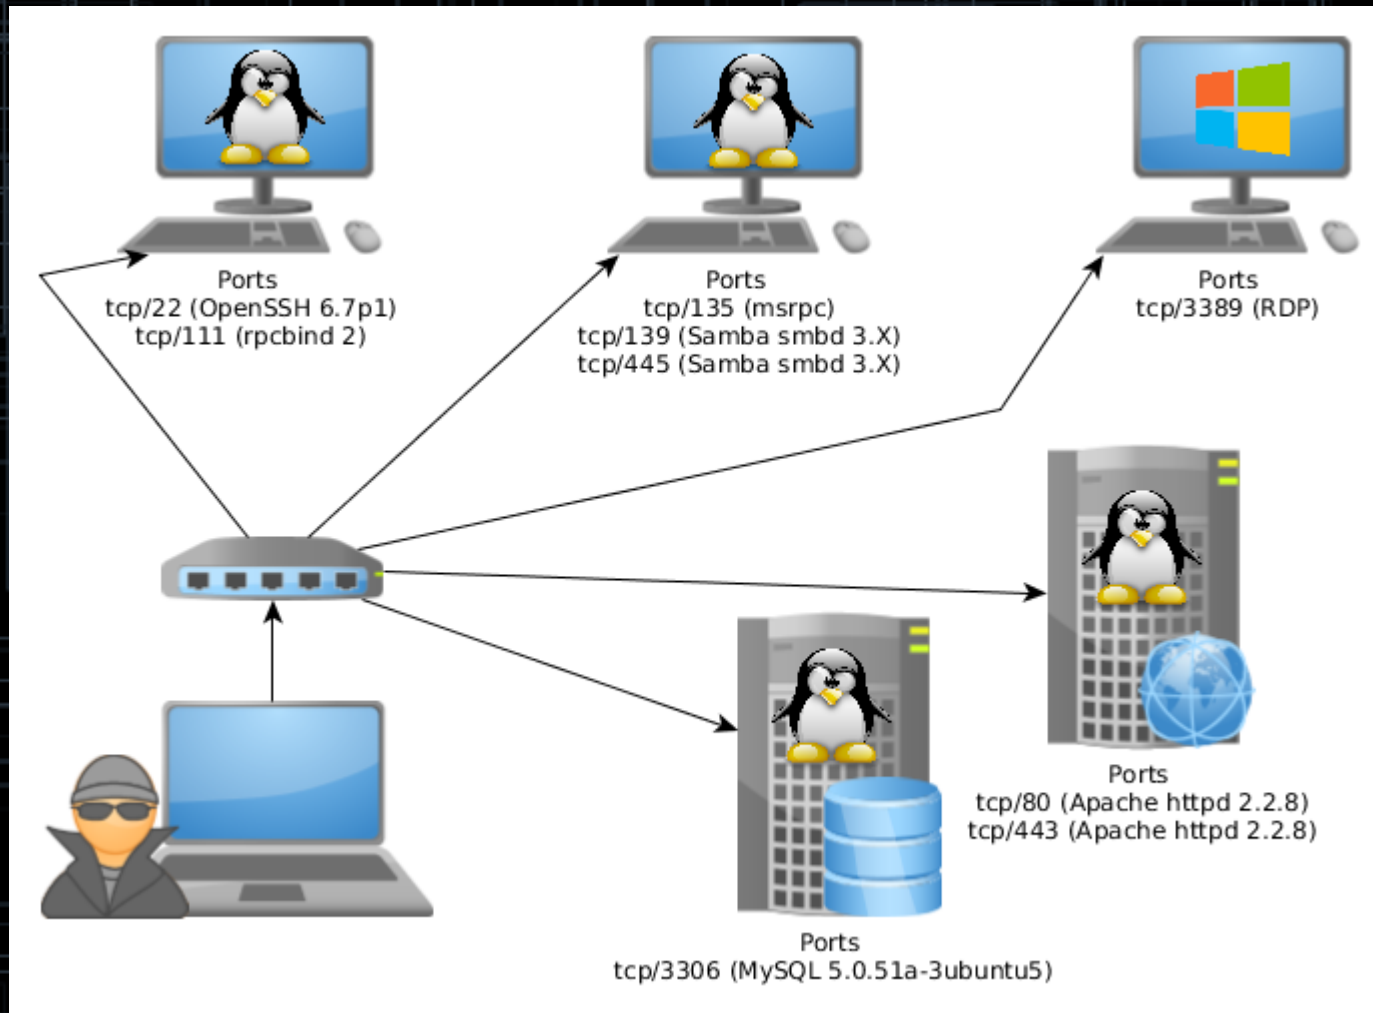 Ports
tcp/22 (OpenSSH 6.7p1)
tcp/111 (rpcbind 2)
Ports
tcp/135 (msrpc)
tcp/139 (Samba smbd 3.X)
tcp/445 (Samba smbd 3.X)
Ports
tcp/3389 (RDP)
Ports
tcp/80 (Apache httpd 2.2.8)
tcp/443 (Apache httpd 2.2.8)
Ports
tcp/3306 (MySQL 5.0.51a-3ubuntu5)